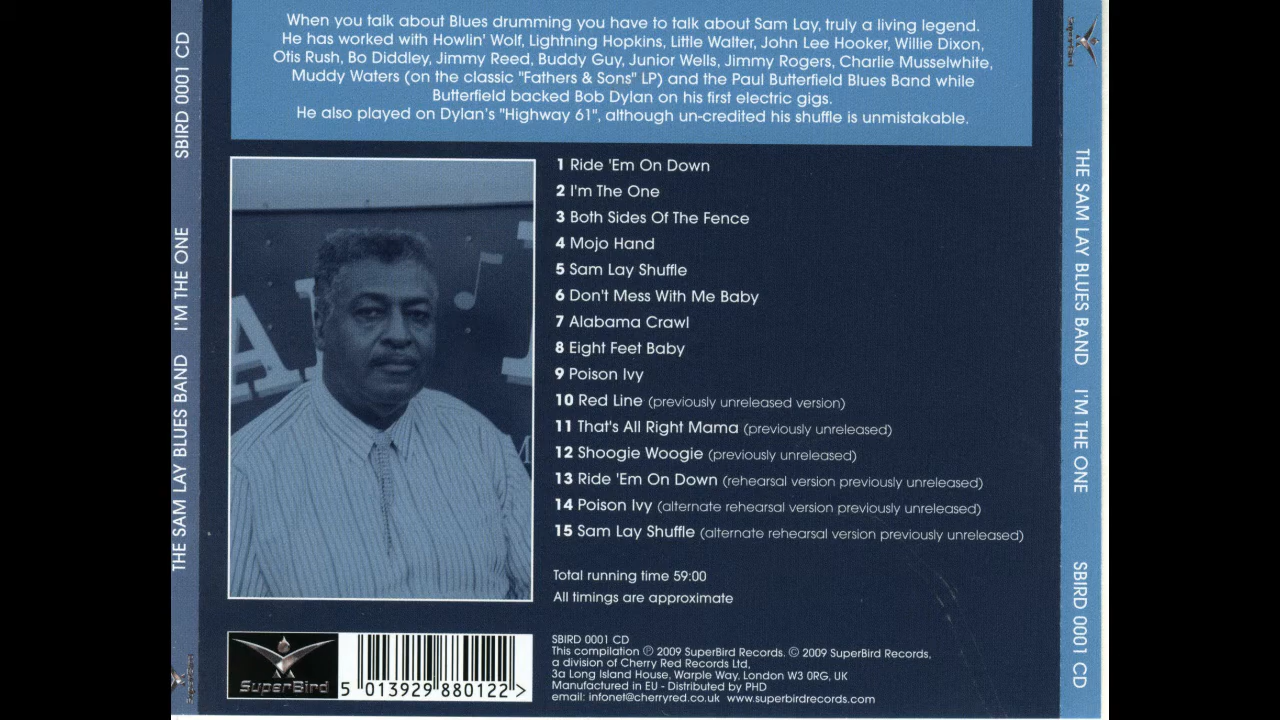 When you talk about Blues drumming you have to talk about Sam Lay, truly a living legend.
He has worked with Howlin' Wolf, Lightning Hopkins, Little Walter, John Lee Hooker, Willie Dixon,
Otis Rush, Bo Diddley, Jimmy Reed, Buddy Guy, Junior Wells, Jimmy Rogers, Charlie Musselwhite,
Muddy Waters (on the classic "Fathers & Sons" LP) and the Paul Butterfield Blues Band while
Butterfield backed Bob Dylan on his first electric gigs.
He also played on Dylan's "Highway 61", although un-credited his shuffle is unmistakable.
THE SAM LAY BLUES BAND I'M THE ONE SBIRD 0001 CD
1 Ride 'Em On Down
2 I'm The One
3 Both Sides Of The Fence
4 Mojo Hand
5 Sam Lay Shuffle
6 Don't Mess With Me Baby
7 Alabama Crawl
8 Eight Feet Baby
9 Poison Ivy
10 Red Line (previously unreleased version)
11 That's All Right Mama (previously unreleased)
12 Shoogie Woogie (previously unreleased)
13 Ride 'Em On Down (rehearsal version previously unreleased)
14 Poison Ivy (alternate rehearsal version previously unreleased)
15 Sam Lay Shuffle (alternate rehearsal version previously unreleased)
Total running time 59:00
All timings are approximate
SuperBird
5 013929 880122 >
SBIRD 0001 CD
This compilation ℗ 2009 SuperBird Records. © 2009 SuperBird Records,
a division of Cherry Red Records Ltd,
3a Long Island House, Warple Way, London W3 0RG, UK
Manufactured in EU - Distributed by PHD
email: infonet@cherryred.co.uk www.superbirdrecords.com
THE SAM LAY BLUES BAND I'M THE ONE SBIRD 0001 CD